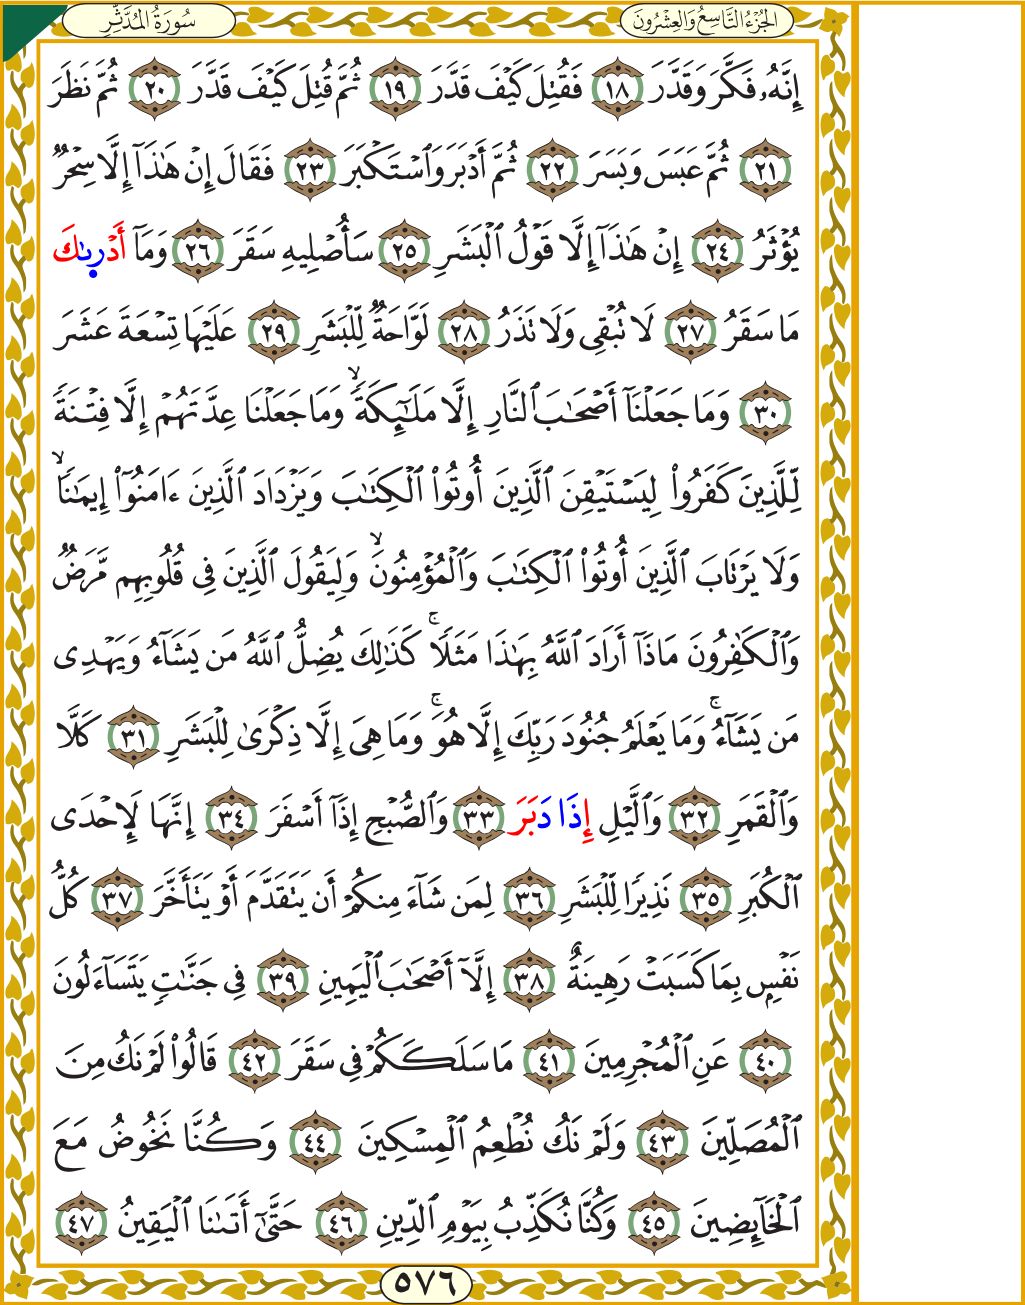 الجُزْءُ التَّاسِعُ وَالعِشْرُونَ
سُورَةُ المُدَّثِّرِ
إِنَّهُۥ فَكَّرَ وَقَدَّرَ ١٨ فَقُتِلَ كَيْفَ قَدَّرَ ١٩ ثُمَّ قُتِلَ كَيْفَ قَدَّرَ ٢٠ ثُمَّ نَظَرَ
٢١ ثُمَّ عَبَسَ وَبَسَرَ ٢٢ ثُمَّ أَدْبَرَ وَٱسْتَكْبَرَ ٢٣ فَقَالَ إِنْ هَٰذَآ إِلَّا سِحْرٌ
يُؤْثَرُ ٢٤ إِنْ هَٰذَآ إِلَّا قَوْلُ ٱلْبَشَرِ ٢٥ سَأُصْلِيهِ سَقَرَ ٢٦ وَمَآ أَدْرِىٰكَ
مَا سَقَرُ ٢٧ لَا تُبْقِى وَلَا تَذَرُ ٢٨ لَوَّاحَةٌ لِّلْبَشَرِ ٢٩ عَلَيْهَا تِسْعَةَ عَشَرَ
٣٠ وَمَا جَعَلْنَآ أَصْحَٰبَ ٱلنَّارِ إِلَّا مَلَٰٓئِكَةً ۙ وَمَا جَعَلْنَا عِدَّتَهُمْ إِلَّا فِتْنَةً
لِّلَّذِينَ كَفَرُوا۟ لِيَسْتَيْقِنَ ٱلَّذِينَ أُوتُوا۟ ٱلْكِتَٰبَ وَيَزْدَادَ ٱلَّذِينَ ءَامَنُوٓا۟ إِيمَٰنًا ۙ
وَلَا يَرْتَابَ ٱلَّذِينَ أُوتُوا۟ ٱلْكِتَٰبَ وَٱلْمُؤْمِنُونَ ۙ وَلِيَقُولَ ٱلَّذِينَ فِى قُلُوبِهِم مَّرَضٌ
وَٱلْكَٰفِرُونَ مَاذَآ أَرَادَ ٱللَّهُ بِهَٰذَا مَثَلًا ۚ كَذَٰلِكَ يُضِلُّ ٱللَّهُ مَن يَشَآءُ وَيَهْدِى
مَن يَشَآءُ ۚ وَمَا يَعْلَمُ جُنُودَ رَبِّكَ إِلَّا هُوَ ۚ وَمَا هِىَ إِلَّا ذِكْرَىٰ لِلْبَشَرِ ٣١ كَلَّا
وَٱلْقَمَرِ ٣٢ وَٱلَّيْلِ إِذَا دَبَرَ ٣٣ وَٱلصُّبْحِ إِذَآ أَسْفَرَ ٣٤ إِنَّهَا لَإِحْدَى
ٱلْكُبَرِ ٣٥ نَذِيرًا لِّلْبَشَرِ ٣٦ لِمَن شَآءَ مِنكُمْ أَن يَتَقَدَّمَ أَوْ يَتَأَخَّرَ ٣٧ كُلُّ
نَفْسٍۭ بِمَا كَسَبَتْ رَهِينَةٌ ٣٨ إِلَّآ أَصْحَٰبَ ٱلْيَمِينِ ٣٩ فِى جَنَّٰتٍ يَتَسَآءَلُونَ
٤٠ عَنِ ٱلْمُجْرِمِينَ ٤١ مَا سَلَكَكُمْ فِى سَقَرَ ٤٢ قَالُوا۟ لَمْ نَكُ مِنَ
ٱلْمُصَلِّينَ ٤٣ وَلَمْ نَكُ نُطْعِمُ ٱلْمِسْكِينَ ٤٤ وَكُنَّا نَخُوضُ مَعَ
ٱلْخَآئِضِينَ ٤٥ وَكُنَّا نُكَذِّبُ بِيَوْمِ ٱلدِّينِ ٤٦ حَتَّىٰٓ أَتَىٰنَا ٱلْيَقِينُ ٤٧
٥٧٦